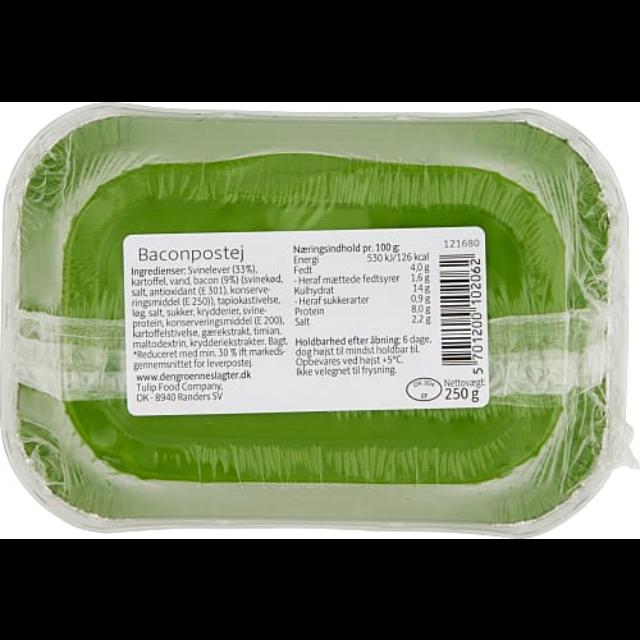 Baconpostej
Ingredienser: Svinelever (33%),
kartoffel, vand, bacon (9%) (svinekød,
salt, antioxidant (E 301), konserve-
ringsmiddel (E 250)), tapiokastivelse,
løg, salt, sukker, krydderier, svine-
protein, konserveringsmiddel (E 200),
kartoffelstivelse, gærekstrakt, timian,
maltodextrin, krydderiekstrakter. Bagt.
*Reduceret med min. 30 % ift markeds-
gennemsnittet for leverpostej.
www.dengroenneslagter.dk
Tulip Food Company,
DK - 8940 Randers SV
Næringsindhold pr. 100 g:
Energi 530 kJ/126 kcal
Fedt 4,0 g
- Heraf mættede fedtsyrer 1,6 g
Kulhydrat 14 g
- Heraf sukkerarter 0,9 g
Protein 8,0 g
Salt 2,2 g
Holdbarhed efter åbning: 6 dage,
dog højst til mindst holdbar til.
Opbevares ved højst +5°C.
Ikke velegnet til frysning.
121680
5 701200 102062
DK
EF
Nettovægt:
250 g